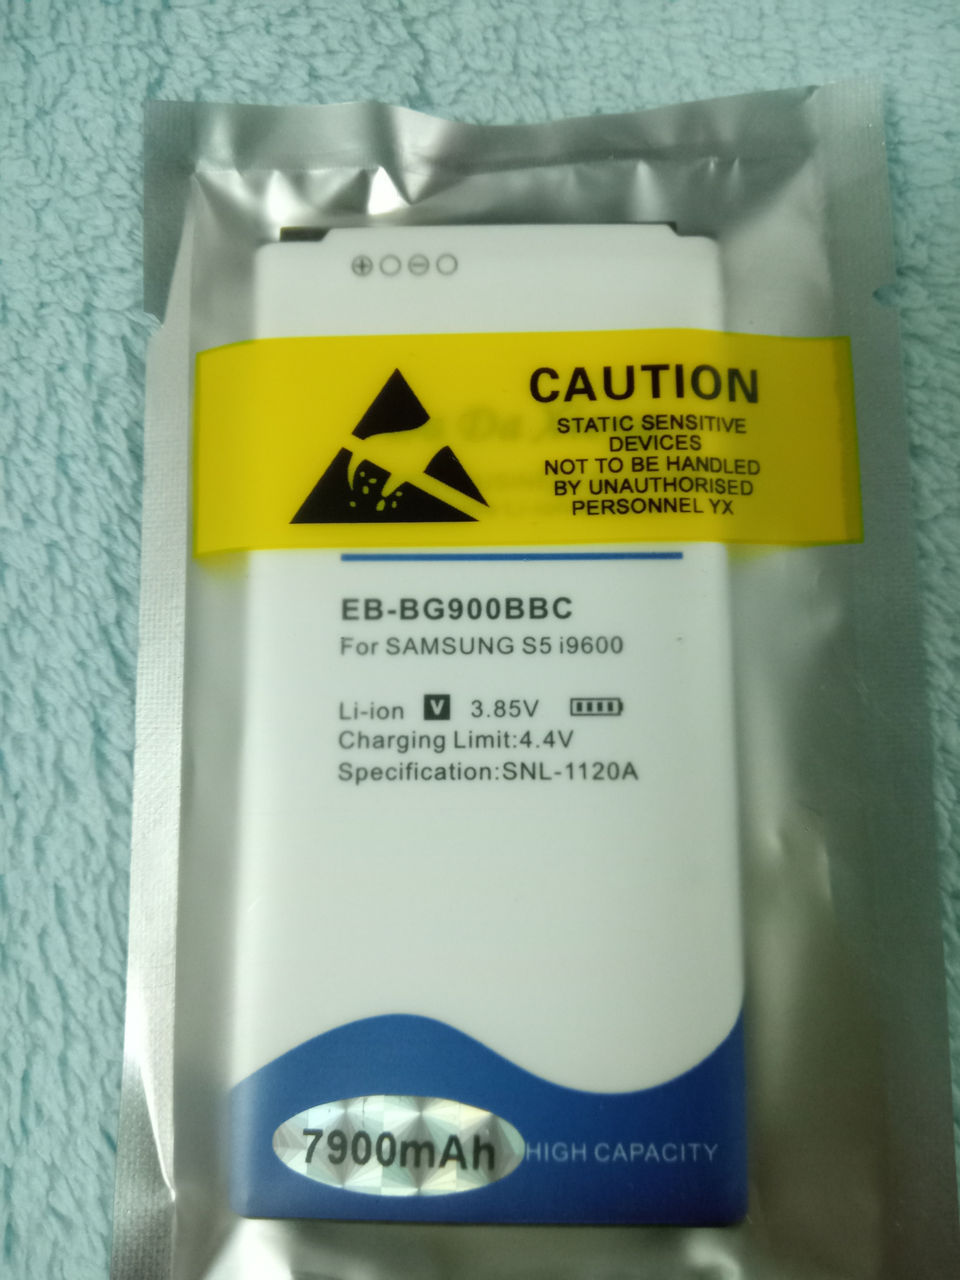 CAUTION
STATIC SENSITIVE
DEVICES
NOT TO BE HANDLED
BY UNAUTHORISED
PERSONNEL YX
EB-BG900BBC
For SAMSUNG S5 i9600
Li-ion V 3.85V
Charging Limit:4.4V
Specification:SNL-1120A
7900mAh HIGH CAPACITY